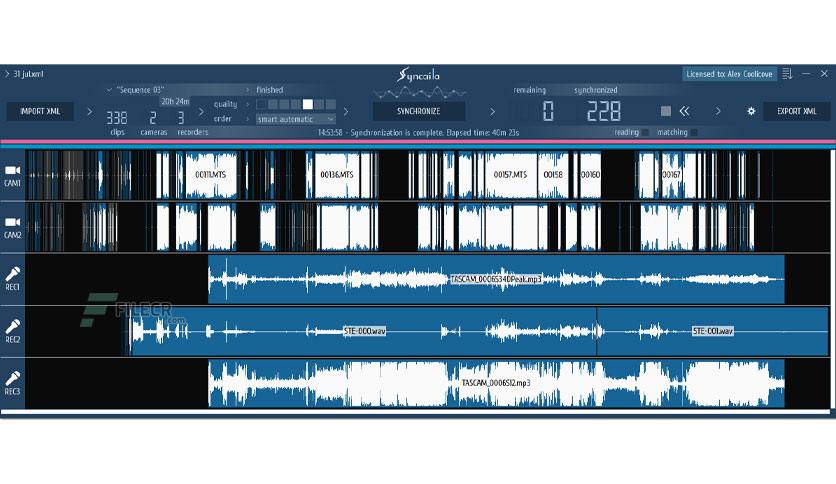 31 jul.xml
Syncaila
Licensed to: Alex Coolicove
"Sequence 03"
finished
remaining
synchronized
20h 24m
IMPORT XML
338
2
3
quality
order
smart automatic
SYNCHRONIZE
0
228
EXPORT XML
clips
cameras
recorders
14:53:58 - Synchronization is complete. Elapsed time: 40m 23s
reading
matching
CAM1
00111.MTS
00136.MTS
00157.MTS
00158
00160
00167
CAM2
REC1
TASCAM_0006S34DPeak.mp3
FILECR
.com
REC2
STE-000.wav
STE-001.wav
REC3
TASCAM_0006S12.mp3